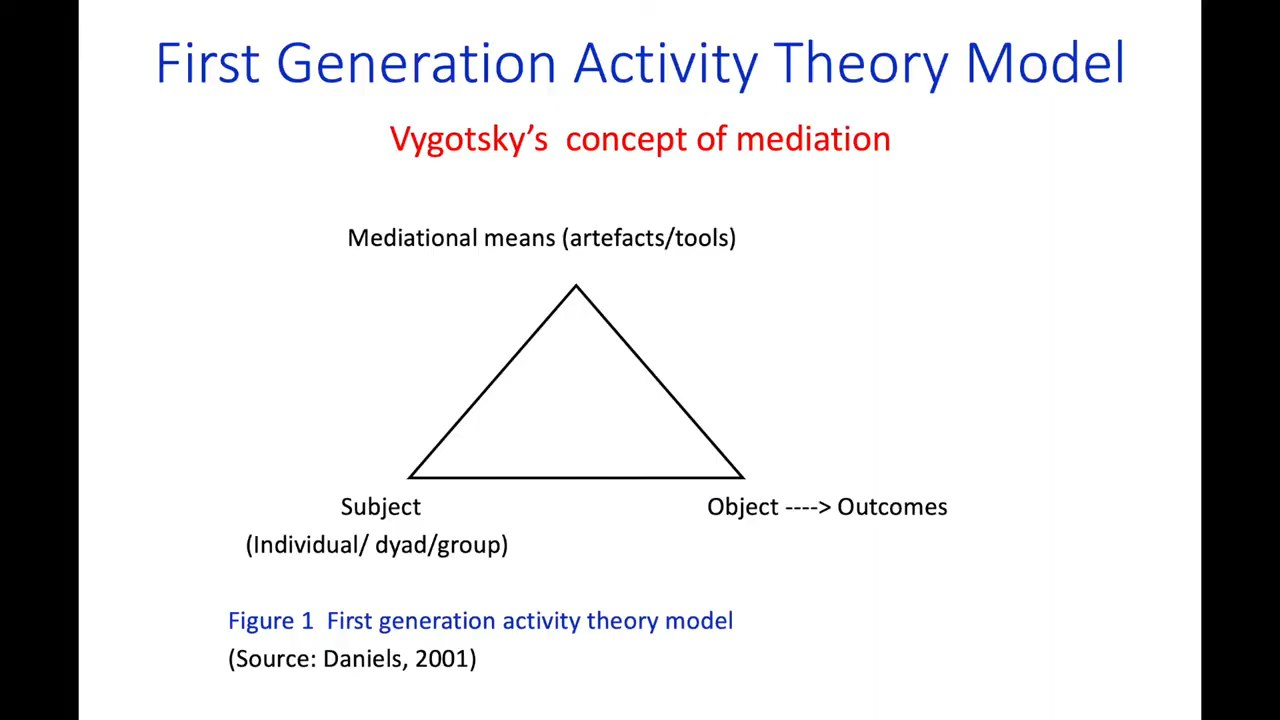 First Generation Activity Theory Model
Vygotsky’s  concept of mediation
Mediational means (artefacts/tools)
Subject
Object ----> Outcomes
(Individual/ dyad/group)
Figure 1  First generation activity theory model
(Source: Daniels, 2001)